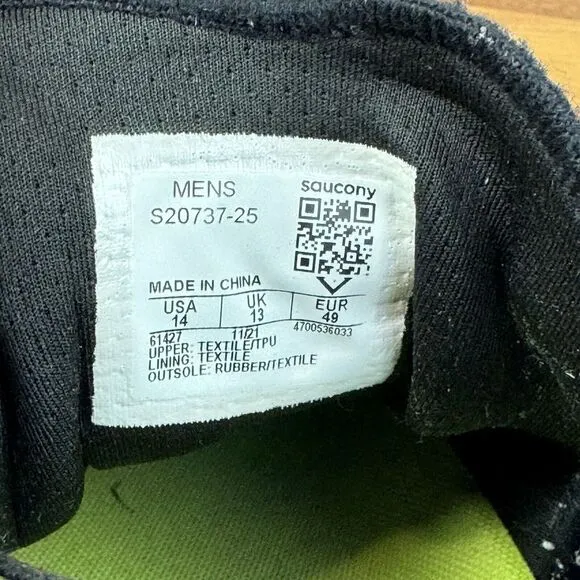 MENS
saucony
S20737-25
MADE IN CHINA
USA UK EUR
14 13 49
61427 11/21 4700536033
UPPER: TEXTILE/TPU
LINING: TEXTILE
OUTSOLE: RUBBER/TEXTILE